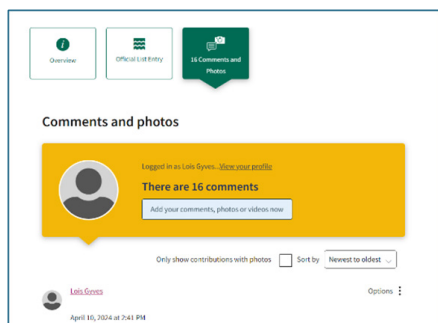 Overview
Official List Entry
16 Comments and
Photos
Comments and photos
Logged in as Lois Gyves...View your profile
There are 16 comments
Add your comments, photos or videos now
Only show contributions with photos
Sort by
Newest to oldest
Lois Gyves
Options
April 10, 2024 at 2:41 PM